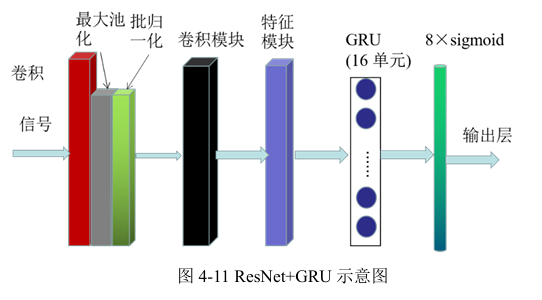 最大池
化
批归
一化
卷积
信号
卷积模块
特征
模块
GRU
(16 单元)
8×sigmoid
输出层
图 4-11 ResNet+GRU 示意图